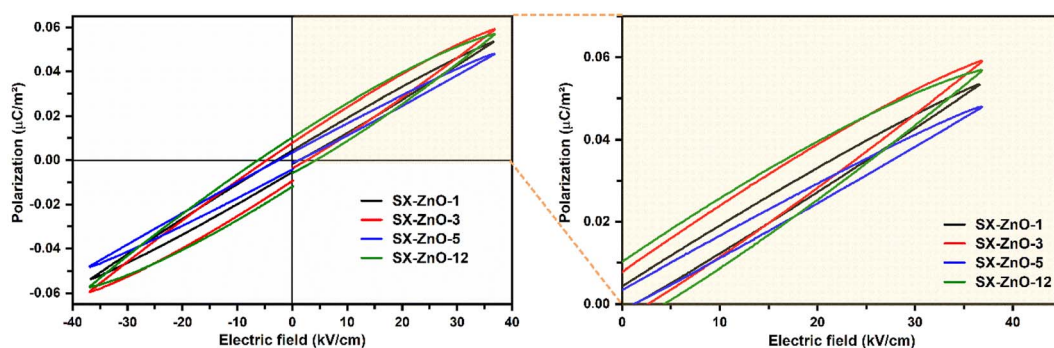 0.06
0.04
0.02
0.00
-0.02
-0.04
-0.06
Polarization (µC/m²)
-40 -30 -20 -10 0 10 20 30 40
Electric field (kV/cm)
SX-ZnO-1
SX-ZnO-3
SX-ZnO-5
SX-ZnO-12
0.06
0.04
0.02
0.00
Polarization (µC/m²)
0 10 20 30 40
Electric field (kV/cm)
SX-ZnO-1
SX-ZnO-3
SX-ZnO-5
SX-ZnO-12